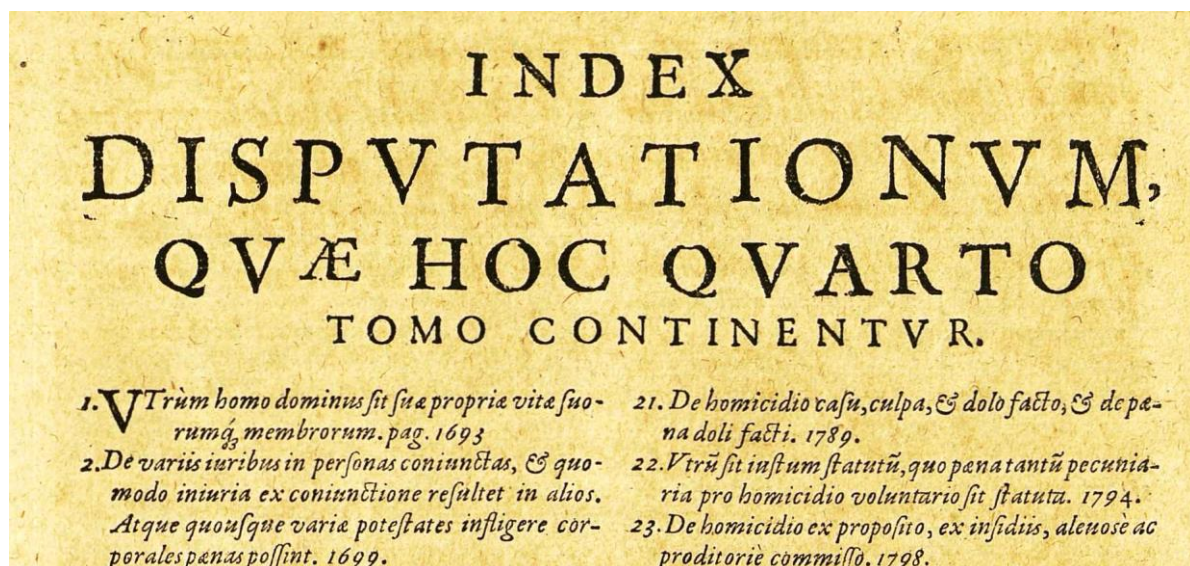 INDEX
DISPVTATIONVM,
QVÆ HOC QVARTO
TOMO CONTINENTVR.
1. VTrùm homo dominus ſit ſuæ propriæ vitæ ſuo-
rumq́; membrorum. pag. 1693
2. De variis iuribus in perſonas coniunctas, & quo-
modo iniuria ex coniunctione reſultet in alios.
Atque quouſque variæ poteſtates infligere cor-
porales pænas poſſint. 1699.
21. De homicidio caſu, culpa, & dolo facto, & de pæ-
na doli facti. 1789.
22. Vtrũ ſit iuſtum ſtatutũ, quo pæna tantũ pecunia-
ria pro homicidio voluntario ſit ſtatuta. 1794.
23. De homicidio ex propoſito, ex inſidiis, aleuosè ac
proditoriè commiſſo. 1798.